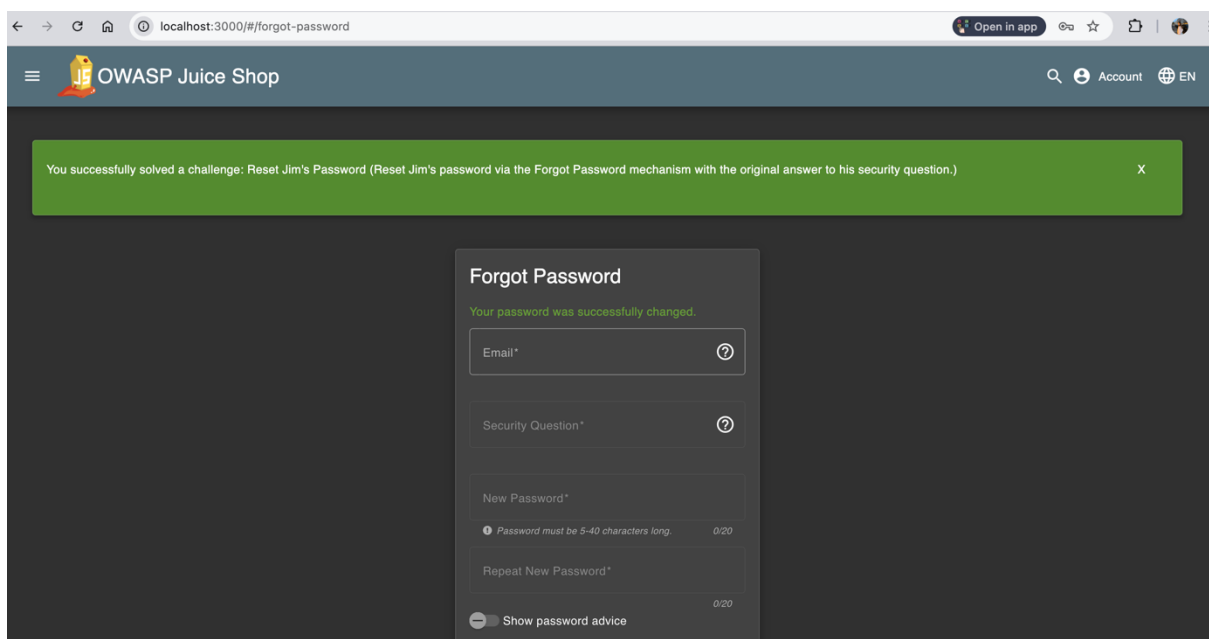 localhost:3000/#/forgot-password
Open in app
OWASP Juice Shop
Account
EN
You successfully solved a challenge: Reset Jim's Password (Reset Jim's password via the Forgot Password mechanism with the original answer to his security question.)
X
Forgot Password
Your password was successfully changed.
Email*
Security Question*
New Password*
Password must be 5-40 characters long. 0/20
Repeat New Password*
0/20
Show password advice